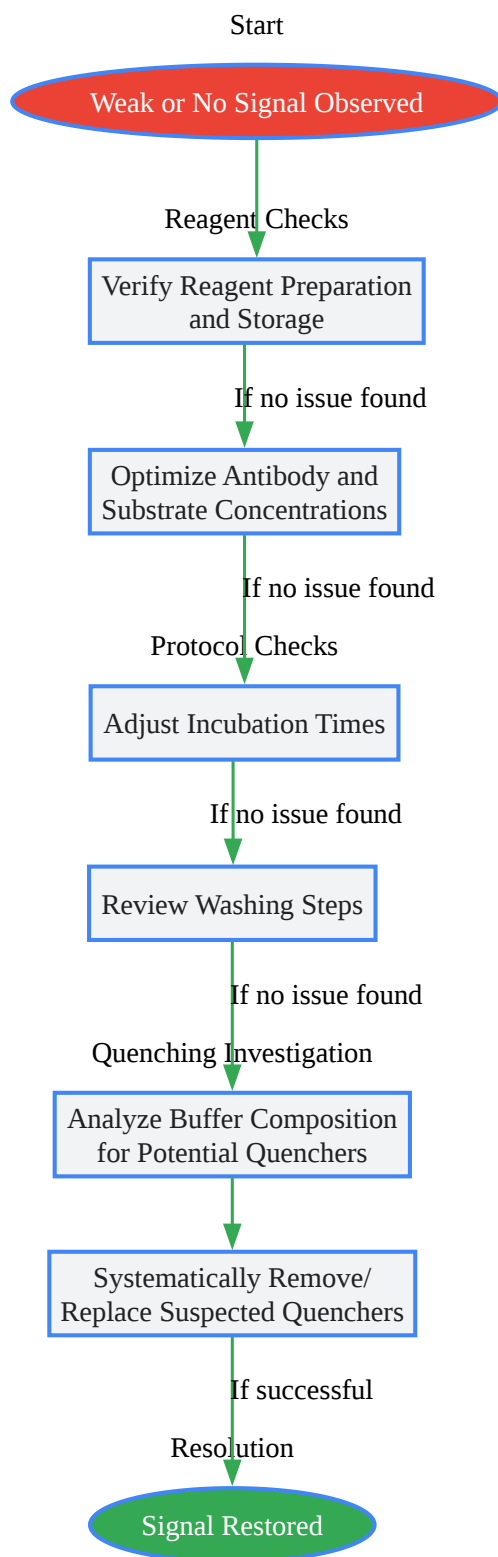 Start
Weak or No Signal Observed
Reagent Checks
Verify Reagent Preparation
and Storage
If no issue found
Optimize Antibody and
Substrate Concentrations
If no issue found
Protocol Checks
Adjust Incubation Times
If no issue found
Review Washing Steps
If no issue found
Quenching Investigation
Analyze Buffer Composition
for Potential Quenchers
Systematically Remove/
Replace Suspected Quenchers
If successful
Resolution
Signal Restored